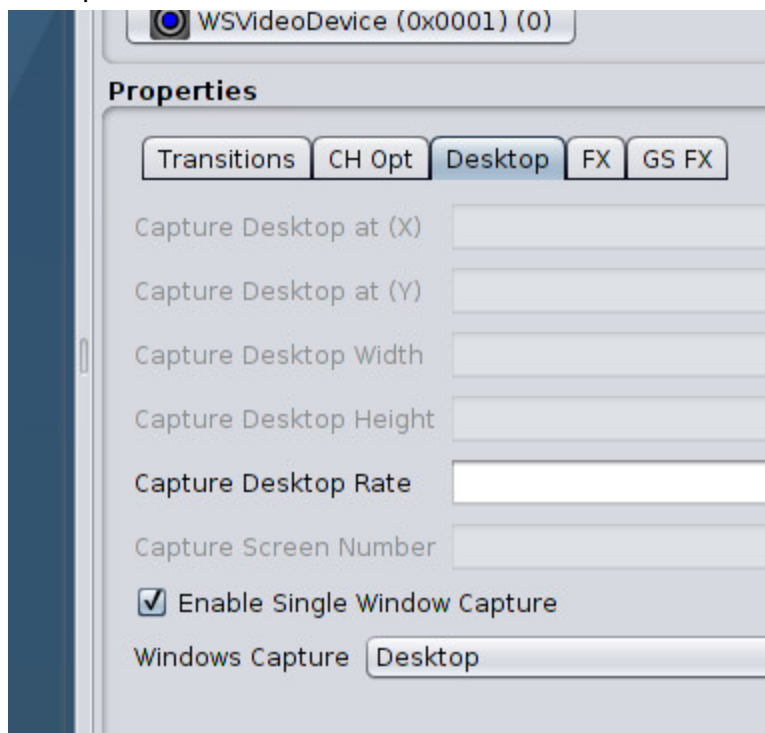 WSVideoDevice (0x0001) (0)
Properties
Transitions CH Opt Desktop FX GS FX
Capture Desktop at (X)
Capture Desktop at (Y)
Capture Desktop Width
Capture Desktop Height
Capture Desktop Rate
Capture Screen Number
Enable Single Window Capture
Windows Capture Desktop